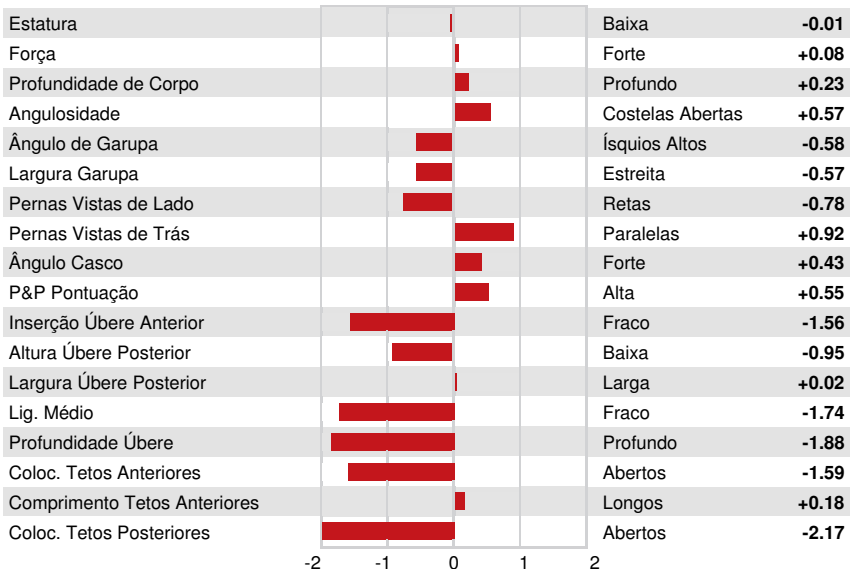 Estatura Baixa -0.01
Força Forte +0.08
Profundidade de Corpo Profundo +0.23
Angulosidade Costelas Abertas +0.57
Ângulo de Garupa Ísquios Altos -0.58
Largura Garupa Estreita -0.57
Pernas Vistas de Lado Retas -0.78
Pernas Vistas de Trás Paralelas +0.92
Ângulo Casco Forte +0.43
P&P Pontuação Alta +0.55
Inserção Úbere Anterior Fraco -1.56
Altura Úbere Posterior Baixa -0.95
Largura Úbere Posterior Larga +0.02
Lig. Médio Fraco -1.74
Profundidade Úbere Profundo -1.88
Coloc. Tetos Anteriores Abertos -1.59
Comprimento Tetos Anteriores Longos +0.18
Coloc. Tetos Posteriores Abertos -2.17
-2 -1 0 1 2